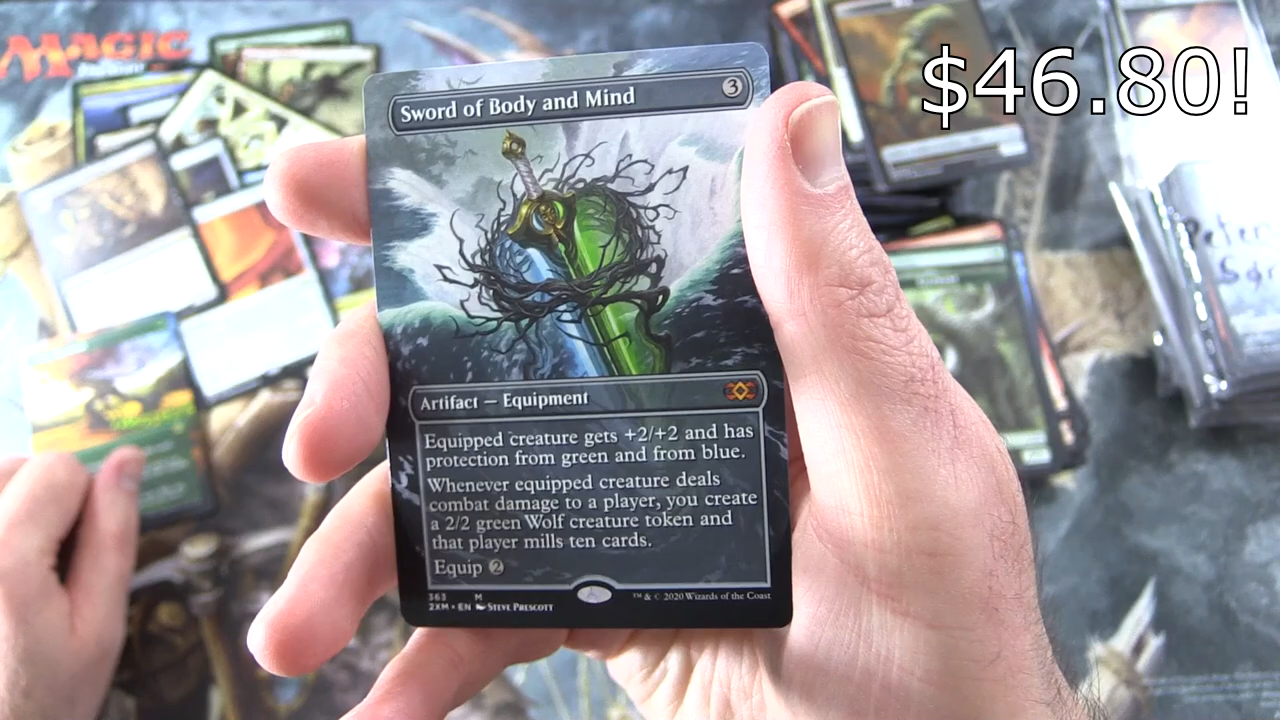 MAGIC
$46.80!
Sword of Body and Mind 3
Peter
Artifact — Equipment
Equipped creature gets +2/+2 and has
protection from green and from blue.
Whenever equipped creature deals
combat damage to a player, you create
a 2/2 green Wolf creature token and
that player mills ten cards.
Equip 2
363 M
2XM • EN STEVE PRESCOTT
™ & © 2020 Wizards of the Coast